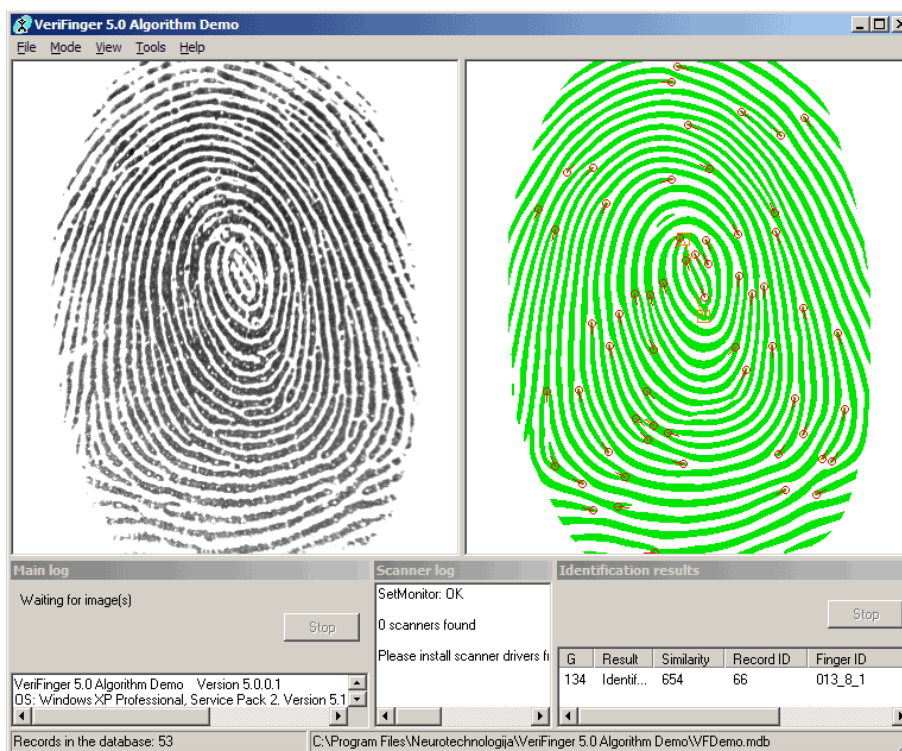 VeriFinger 5.0 Algorithm Demo
File Mode View Tools Help
Main log
Waiting for image(s)
Stop
VeriFinger 5.0 Algorithm Demo Version 5.0.0.1
OS: Windows XP Professional, Service Pack 2. Version 5.1
Scanner log
SetMonitor: OK
0 scanners found
Please install scanner drivers
Identification results
Stop
G Result Similarity Record ID Finger ID
134 Identif... 654 66 013_8_1
Records in the database: 53
C:\Program Files\Neurotechnologija\VeriFinger 5.0 Algorithm Demo\VFDemo.mdb